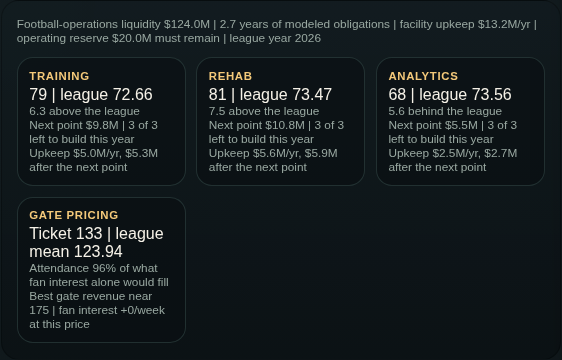 Football-operations liquidity $124.0M | 2.7 years of modeled obligations | facility upkeep $13.2M/yr |
operating reserve $20.0M must remain | league year 2026
TRAINING
79 | league 72.66
6.3 above the league
Next point $9.8M | 3 of 3
left to build this year
Upkeep $5.0M/yr, $5.3M
after the next point
REHAB
81 | league 73.47
7.5 above the league
Next point $10.8M | 3 of 3
left to build this year
Upkeep $5.6M/yr, $5.9M
after the next point
ANALYTICS
68 | league 73.56
5.6 behind the league
Next point $5.5M | 3 of 3
left to build this year
Upkeep $2.5M/yr, $2.7M
after the next point
GATE PRICING
Ticket 133 | league
mean 123.94
Attendance 96% of what
fan interest alone would fill
Best gate revenue near
175 | fan interest +0/week
at this price